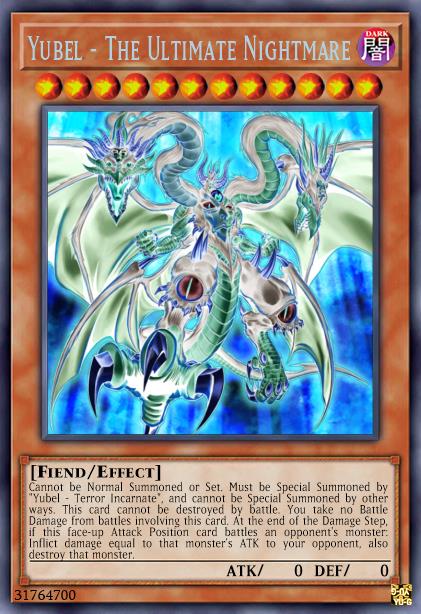 YUBEL - THE ULTIMATE NIGHTMARE
DARK
闇
[FIEND/EFFECT]
Cannot be Normal Summoned or Set. Must be Special Summoned by
"Yubel - Terror Incarnate", and cannot be Special Summoned by other
ways. This card cannot be destroyed by battle. You take no Battle
Damage from battles involving this card. At the end of the Damage Step,
if this face-up Attack Position card battles an opponent's monster:
Inflict damage equal to that monster's ATK to your opponent, also
destroy that monster.
ATK/ 0 DEF/ 0
31764700